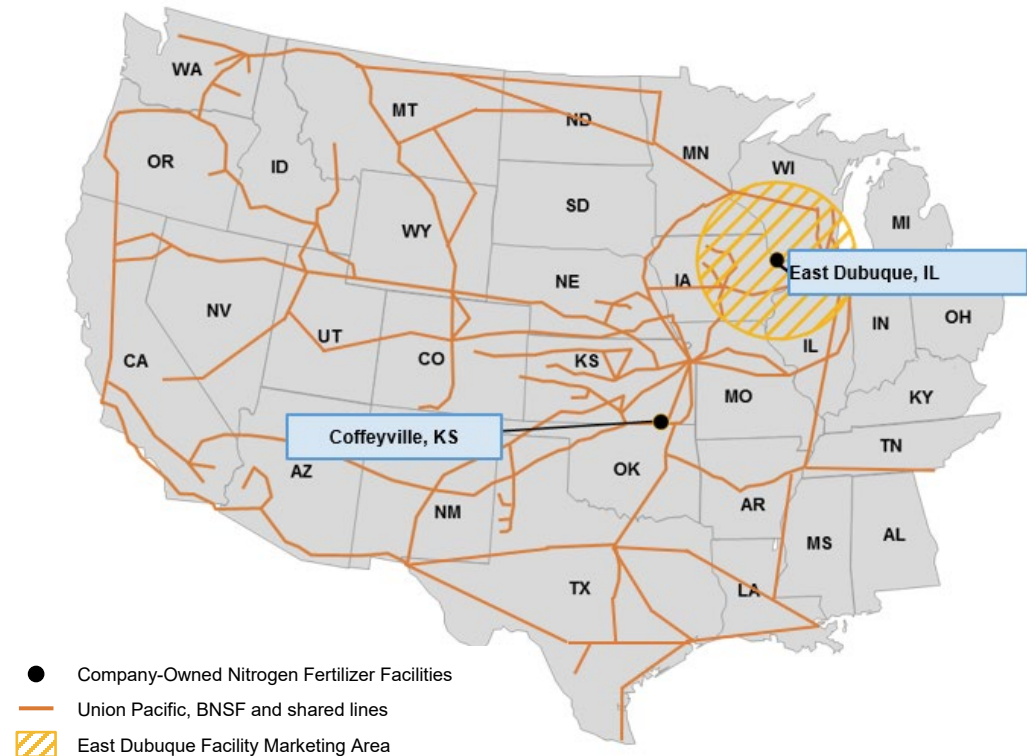 WA
MT
ND
MN
OR
ID
WI
SD
MI
WY
East Dubuque, IL
NE
IA
NV
IN
OH
UT
IL
CA
CO
KS
KY
MO
Coffeyville, KS
TN
AZ
OK
NM
AR
MS
AL
TX
LA
Company-Owned Nitrogen Fertilizer Facilities
Union Pacific, BNSF and shared lines
East Dubuque Facility Marketing Area